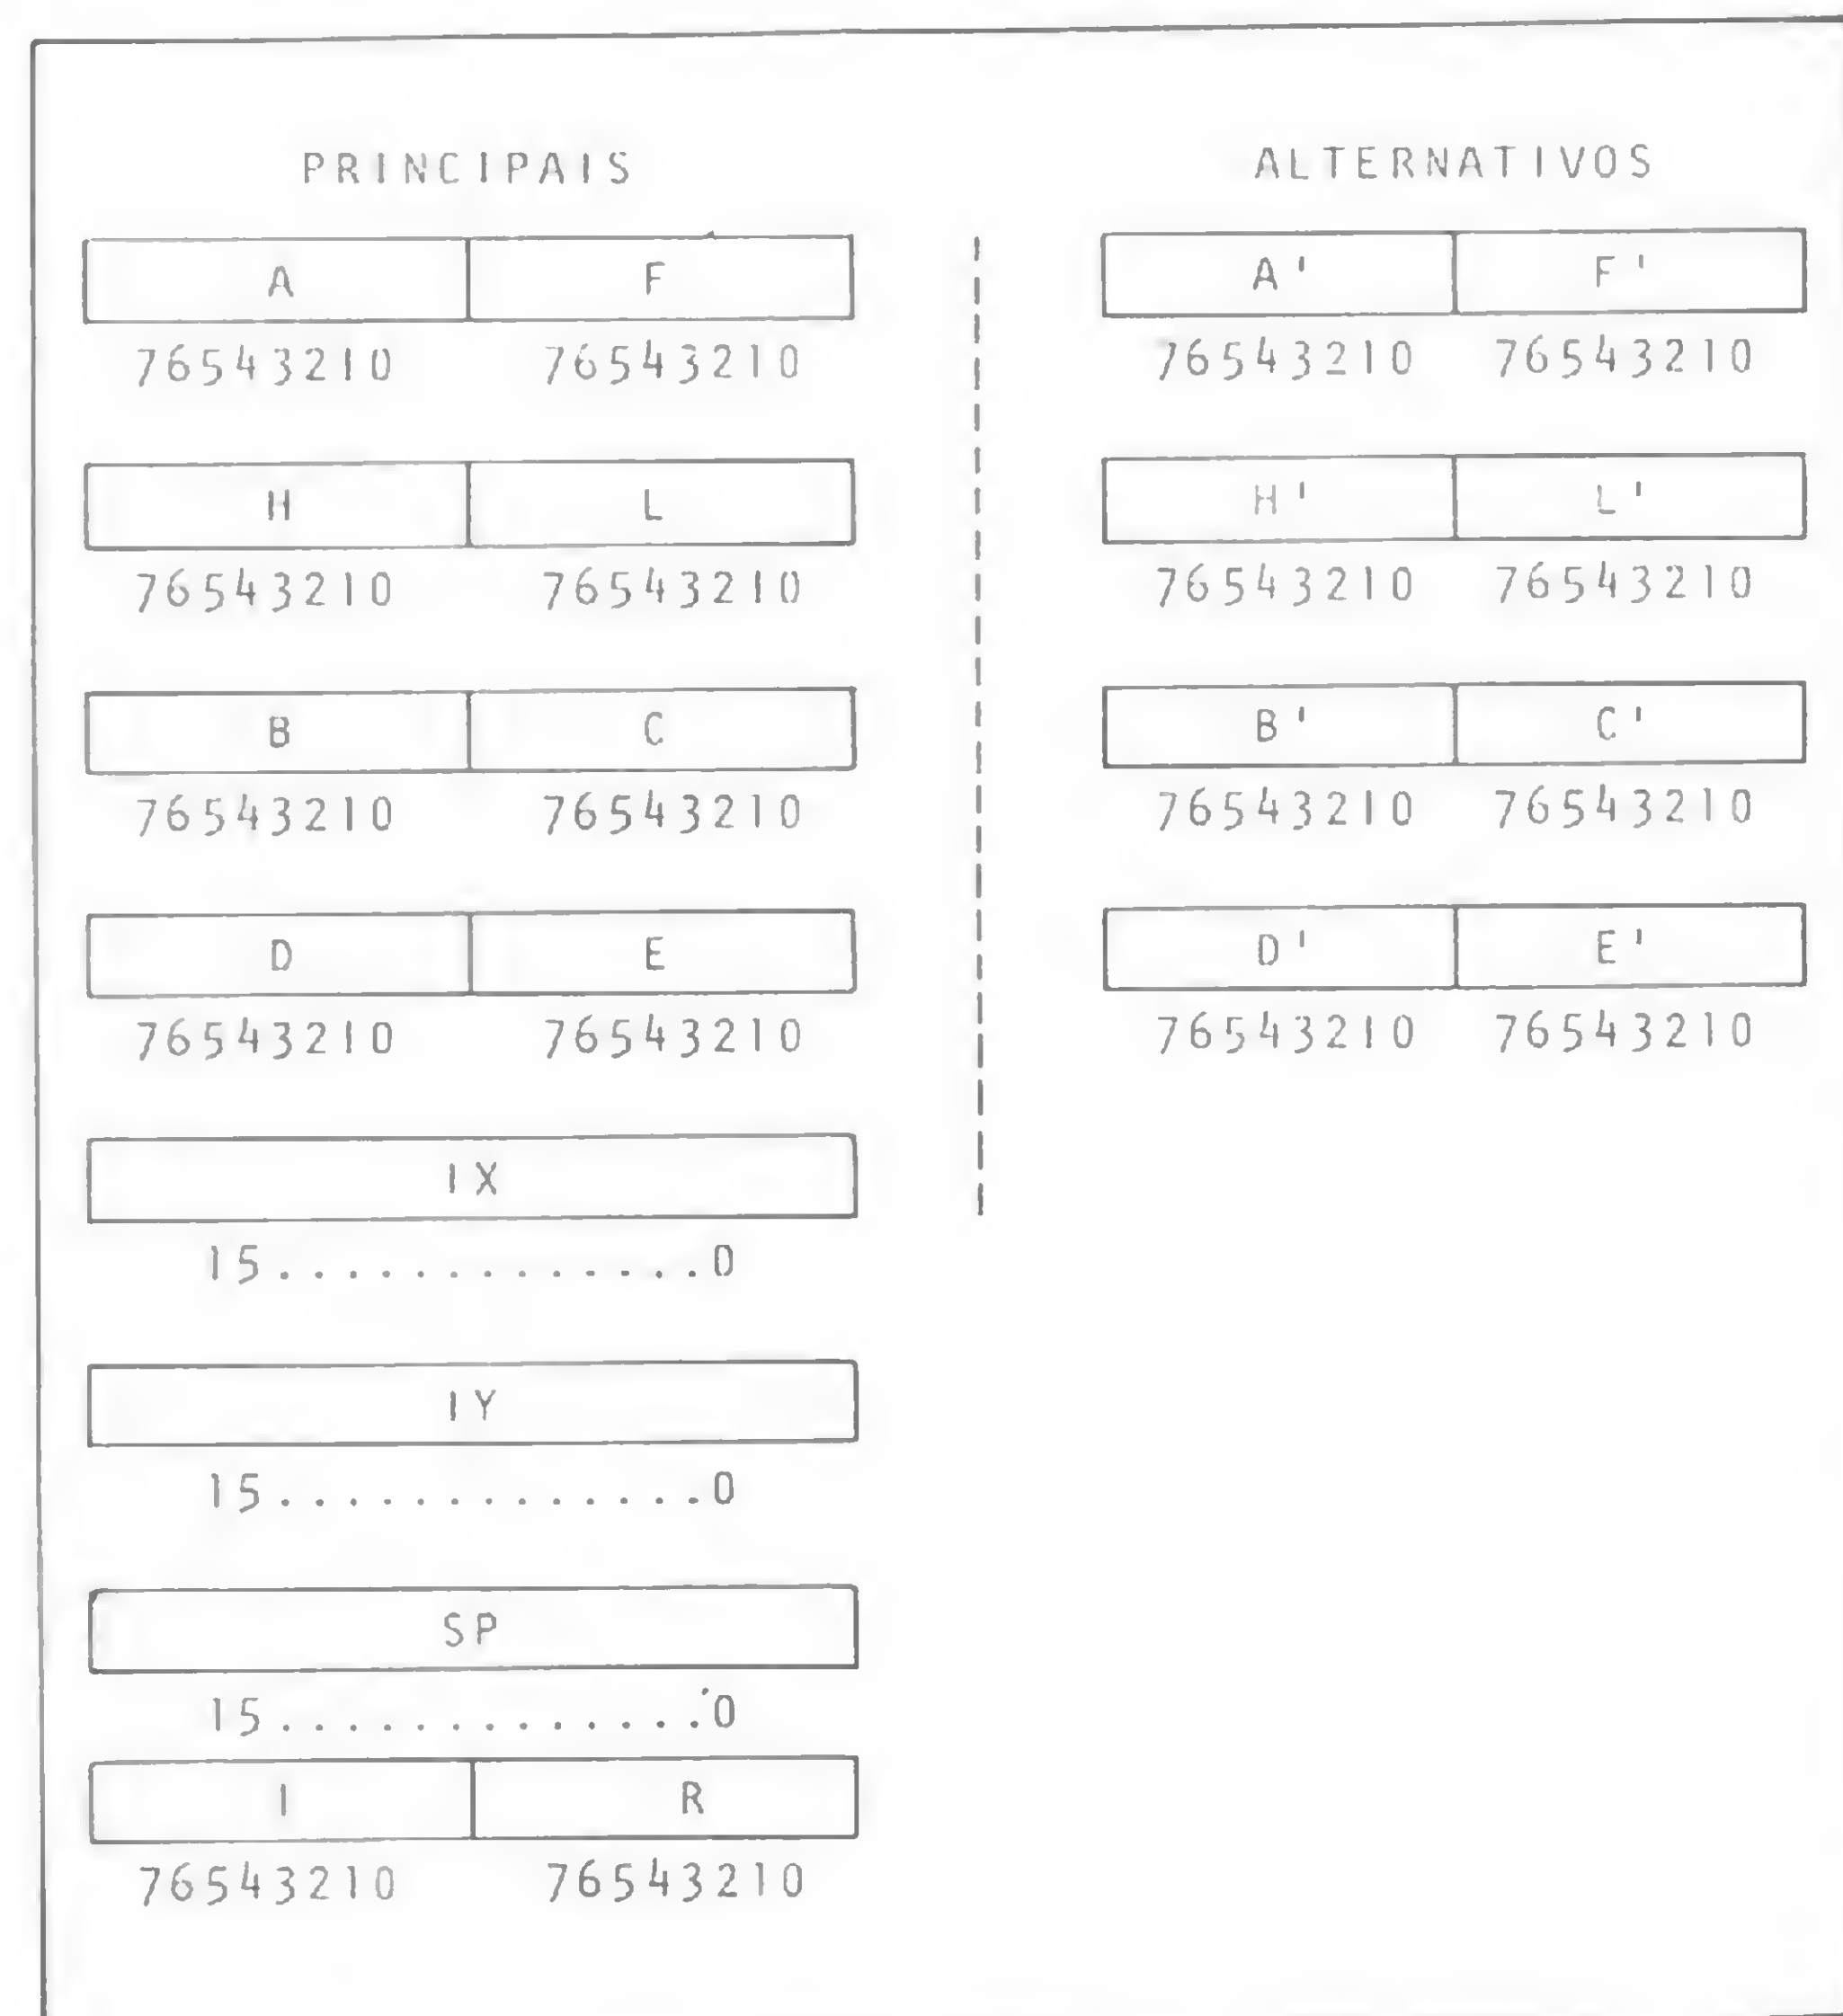 PRINCIPAIS ALTERNATIVOS
A F A' F'
76543210 76543210 76543210 76543210
H L H' L'
76543210 76543210 76543210 76543210
B C B' C'
76543210 76543210 76543210 76543210
D E D' E'
76543210 76543210 76543210 76543210
IX
15.............0
IY
15.............0
SP
15.............0
I R
76543210 76543210